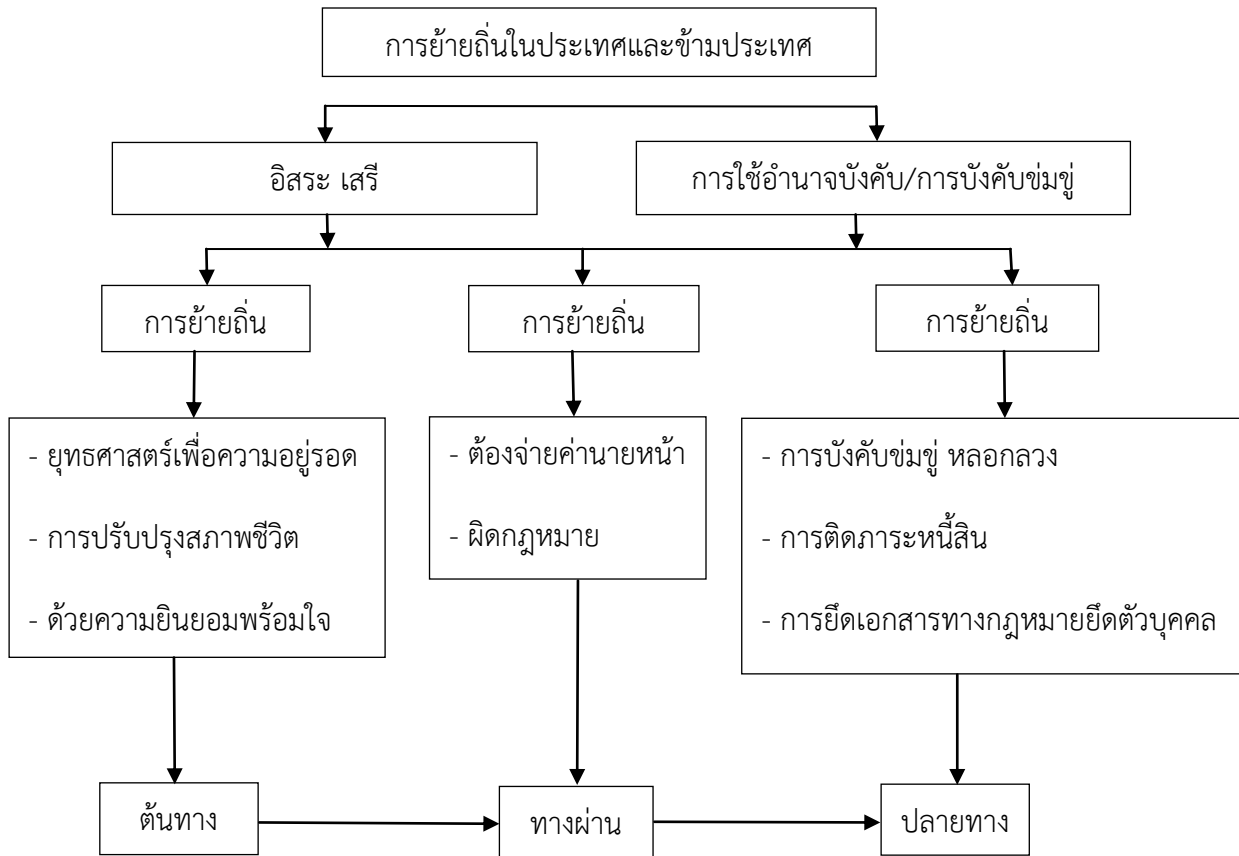 การย้ายถิ่นในประเทศและข้ามประเทศ
อิสระ เสรี
การใช้อำนาจบังคับ/การบังคับข่มขู่
การย้ายถิ่น
การย้ายถิ่น
การย้ายถิ่น
- ยุทธศาสตร์เพื่อความอยู่รอด
- การปรับปรุงสภาพชีวิต
- ด้วยความยินยอมพร้อมใจ
- ต้องจ่ายค่านายหน้า
- ผิดกฎหมาย
- การบังคับข่มขู่ หลอกลวง
- การติดภาระหนี้สิน
- การยึดเอกสารทางกฎหมายยึดตัวบุคคล
ต้นทาง
ทางผ่าน
ปลายทาง